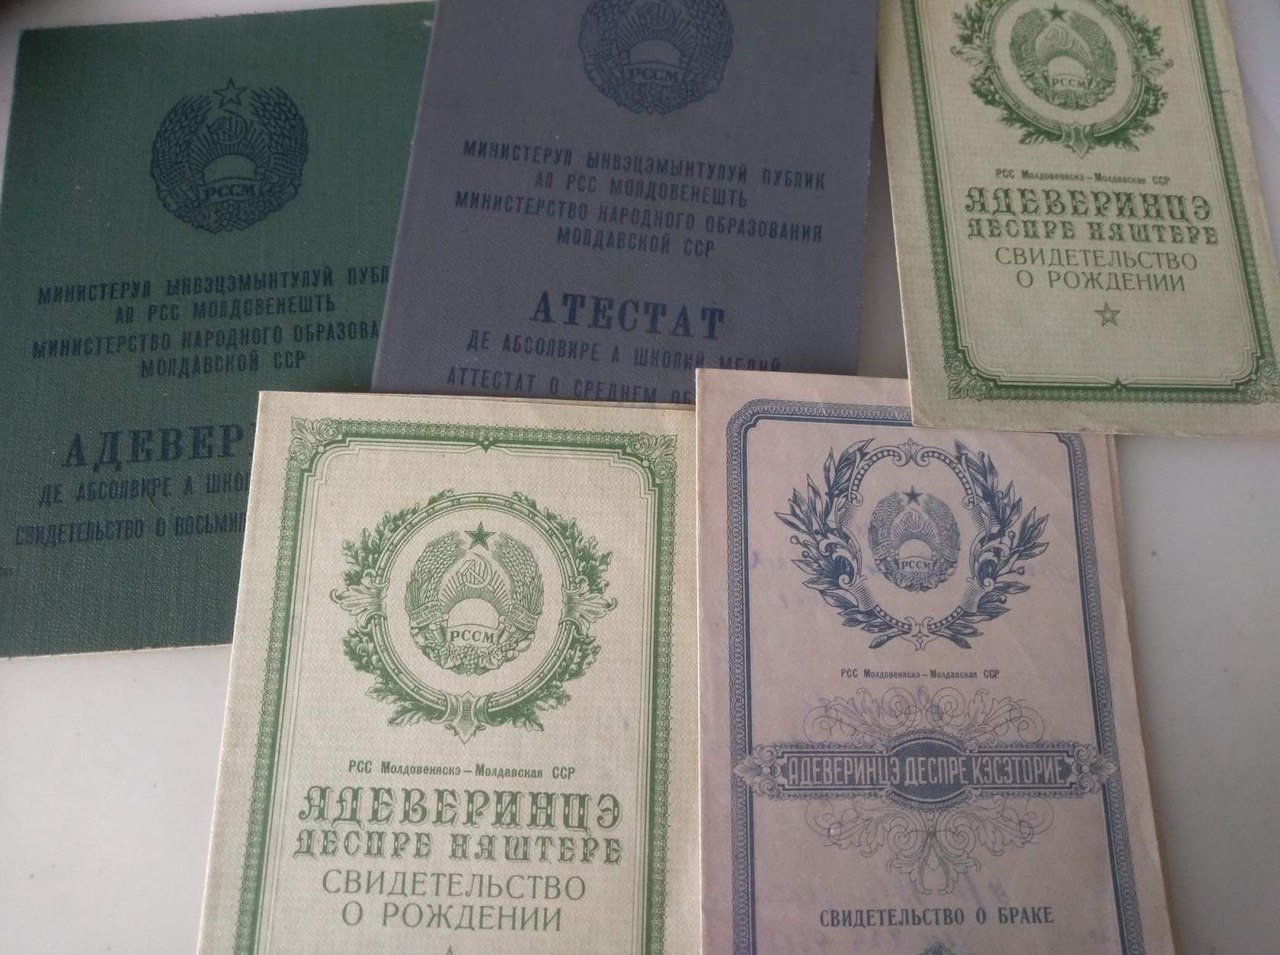 РССМ
МИНИСТЕРУЛ ЫНВЭЦЭМЫНТУЛУЙ ПУБЛ
АЛ РСС МОЛДОВЕНЕШТЬ
МИНИСТЕРСТВО НАРОДНОГО ОБРАЗОВА
МОЛДАВСКОЙ ССР
АДЕВЕР
ДЕ АБСОЛВИРЕ А ШКОЛ
СВИДЕТЕЛЬСТВО О ВОСЬМИ
РССМ
МИНИСТЕРУЛ ЫНВЭЦЭМЫНТУЛУЙ ПУБЛИК
АЛ РСС МОЛДОВЕНЕШТЬ
МИНИСТЕРСТВО НАРОДНОГО ОБРАЗОВАНИЯ
МОЛДАВСКОЙ ССР
АТЕСТАТ
ДЕ АБСОЛВИРЕ А ШКОЛИЙ МЕДИЙ
АТТЕСТАТ О СРЕДНЕМ ОБ
РССМ
РСС Молдовеняскэ – Молдавская ССР
АДЕВЕРИНЦЭ
ДЕСПРЕ НАШТЕРЕ
СВИДЕТЕЛЬСТВО
О РОЖДЕНИИ
РССМ
РСС Молдовеняскэ – Молдавская ССР
АДЕВЕРИНЦЭ
ДЕСПРЕ НАШТЕРЕ
СВИДЕТЕЛЬСТВО
О РОЖДЕНИИ
РССМ
РСС Молдовеняскэ – Молдавская ССР
АДЕВЕРИНЦЭ ДЕСПРЕ КЭСЭТОРИЕ
СВИДЕТЕЛЬСТВО О БРАКЕ